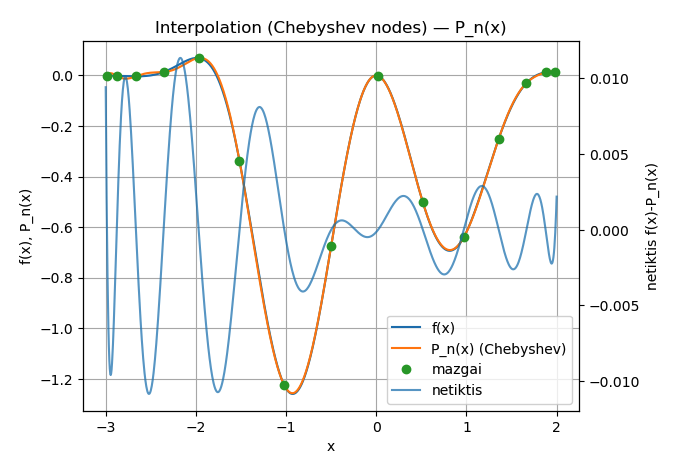 Interpolation (Chebyshev nodes) — P_n(x)
f(x), P_n(x)
0.0
−0.2
−0.4
−0.6
−0.8
−1.0
−1.2
0.010
0.005
0.000
−0.005
−0.010
netiktis f(x)-P_n(x)
f(x)
P_n(x) (Chebyshev)
mazgai
netiktis
−3
−2
−1
0
1
2
x